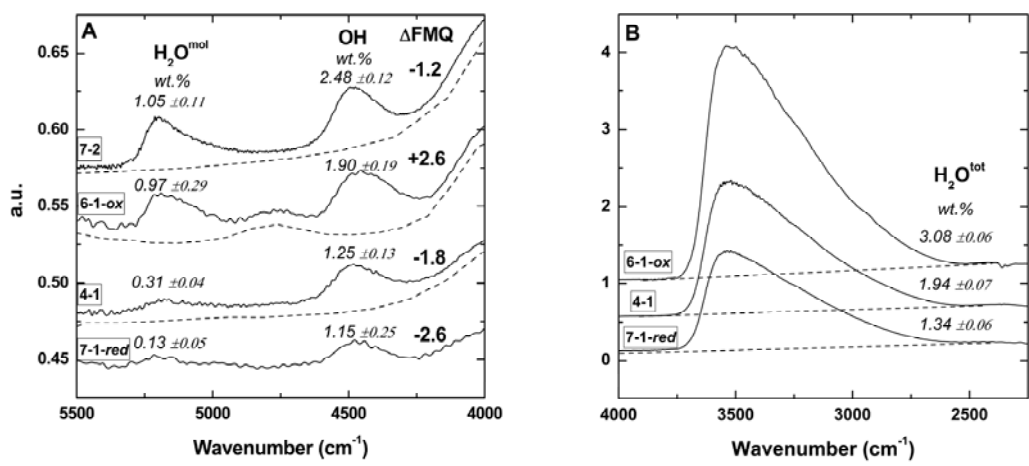 A
H₂Oᵐᵒˡ
wt.%
OH
wt.%
ΔFMQ
1.05 ±0.11
2.48 ±0.12
-1.2
7-2
0.97 ±0.29
1.90 ±0.19
+2.6
6-1-ox
0.31 ±0.04
1.25 ±0.13
-1.8
4-1
0.13 ±0.05
1.15 ±0.25
-2.6
7-1-red
a.u.
0.65
0.60
0.55
0.50
0.45
5500 5000 4500 4000
Wavenumber (cm⁻¹)
B
H₂Oᵗᵒᵗ
wt.%
3.08 ±0.06
6-1-ox
1.94 ±0.07
4-1
1.34 ±0.06
7-1-red
4
3
2
1
0
4000 3500 3000 2500
Wavenumber (cm⁻¹)